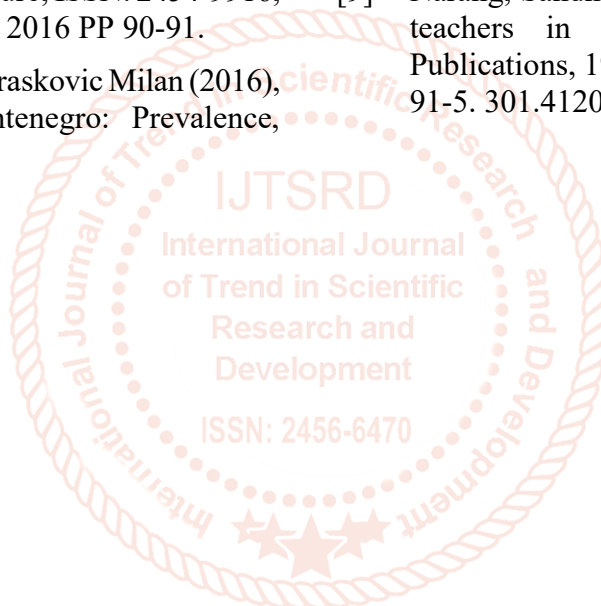 2016 PP 90-91.
raskovic Milan (2016),
ntenegro: Prevalence,
teachers in
Publications, 1
91-5. 301.4120
International Journal of Trend in Scientific Research and Development
IJTSRD
International Journal
of Trend in Scientific
Research and
Development
ISSN: 2456-6470